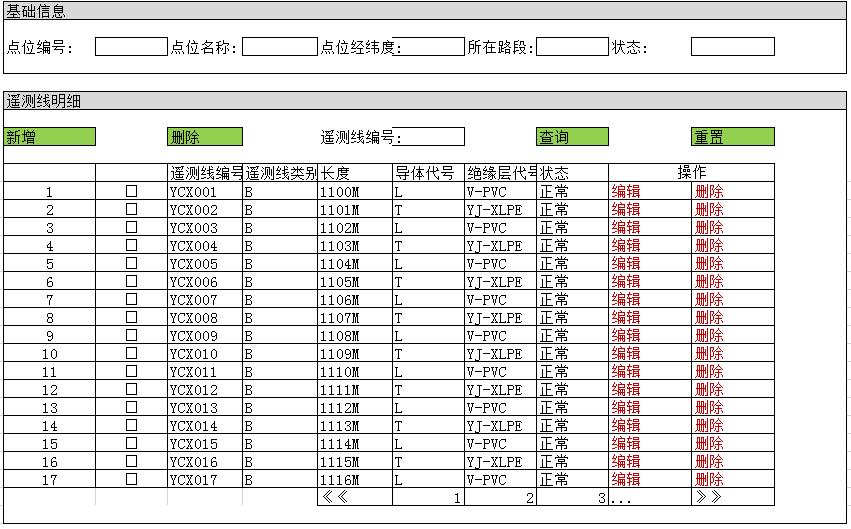 基础信息
点位编号： 点位名称： 点位经纬度： 所在路段： 状态：
遥测线明细
新增 删除 遥测线编号： 查询 重置
遥测线编号 遥测线类别 长度 导体代号 绝缘层代号 状态 操作
1 □ YCX001 B 1100M L V-PVC 正常 编辑 删除
2 □ YCX002 B 1101M T YJ-XLPE 正常 编辑 删除
3 □ YCX003 B 1102M L V-PVC 正常 编辑 删除
4 □ YCX004 B 1103M T YJ-XLPE 正常 编辑 删除
5 □ YCX005 B 1104M L V-PVC 正常 编辑 删除
6 □ YCX006 B 1105M T YJ-XLPE 正常 编辑 删除
7 □ YCX007 B 1106M L V-PVC 正常 编辑 删除
8 □ YCX008 B 1107M T YJ-XLPE 正常 编辑 删除
9 □ YCX009 B 1108M L V-PVC 正常 编辑 删除
10 □ YCX010 B 1109M T YJ-XLPE 正常 编辑 删除
11 □ YCX011 B 1110M L V-PVC 正常 编辑 删除
12 □ YCX012 B 1111M T YJ-XLPE 正常 编辑 删除
13 □ YCX013 B 1112M L V-PVC 正常 编辑 删除
14 □ YCX014 B 1113M T YJ-XLPE 正常 编辑 删除
15 □ YCX015 B 1114M L V-PVC 正常 编辑 删除
16 □ YCX016 B 1115M T YJ-XLPE 正常 编辑 删除
17 □ YCX017 B 1116M L V-PVC 正常 编辑 删除
《《 1 2 3 ... 》》